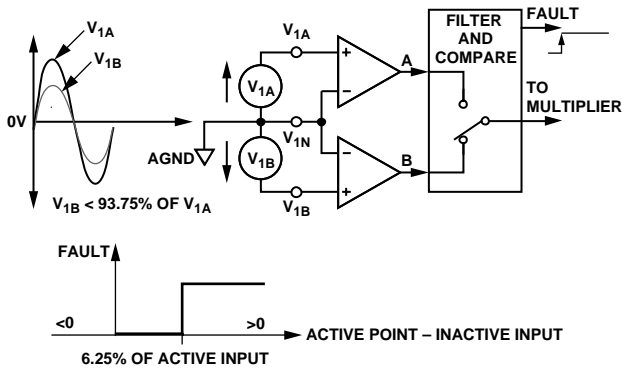 V1A
V1B
0V
V1B < 93.75% OF V1A
V1A
V1A
AGND
V1N
V1B
V1B
+
−
−
+
A
B
FILTER
AND
COMPARE
FAULT
TO
MULTIPLIER
FAULT
<0
>0
ACTIVE POINT – INACTIVE INPUT
6.25% OF ACTIVE INPUT